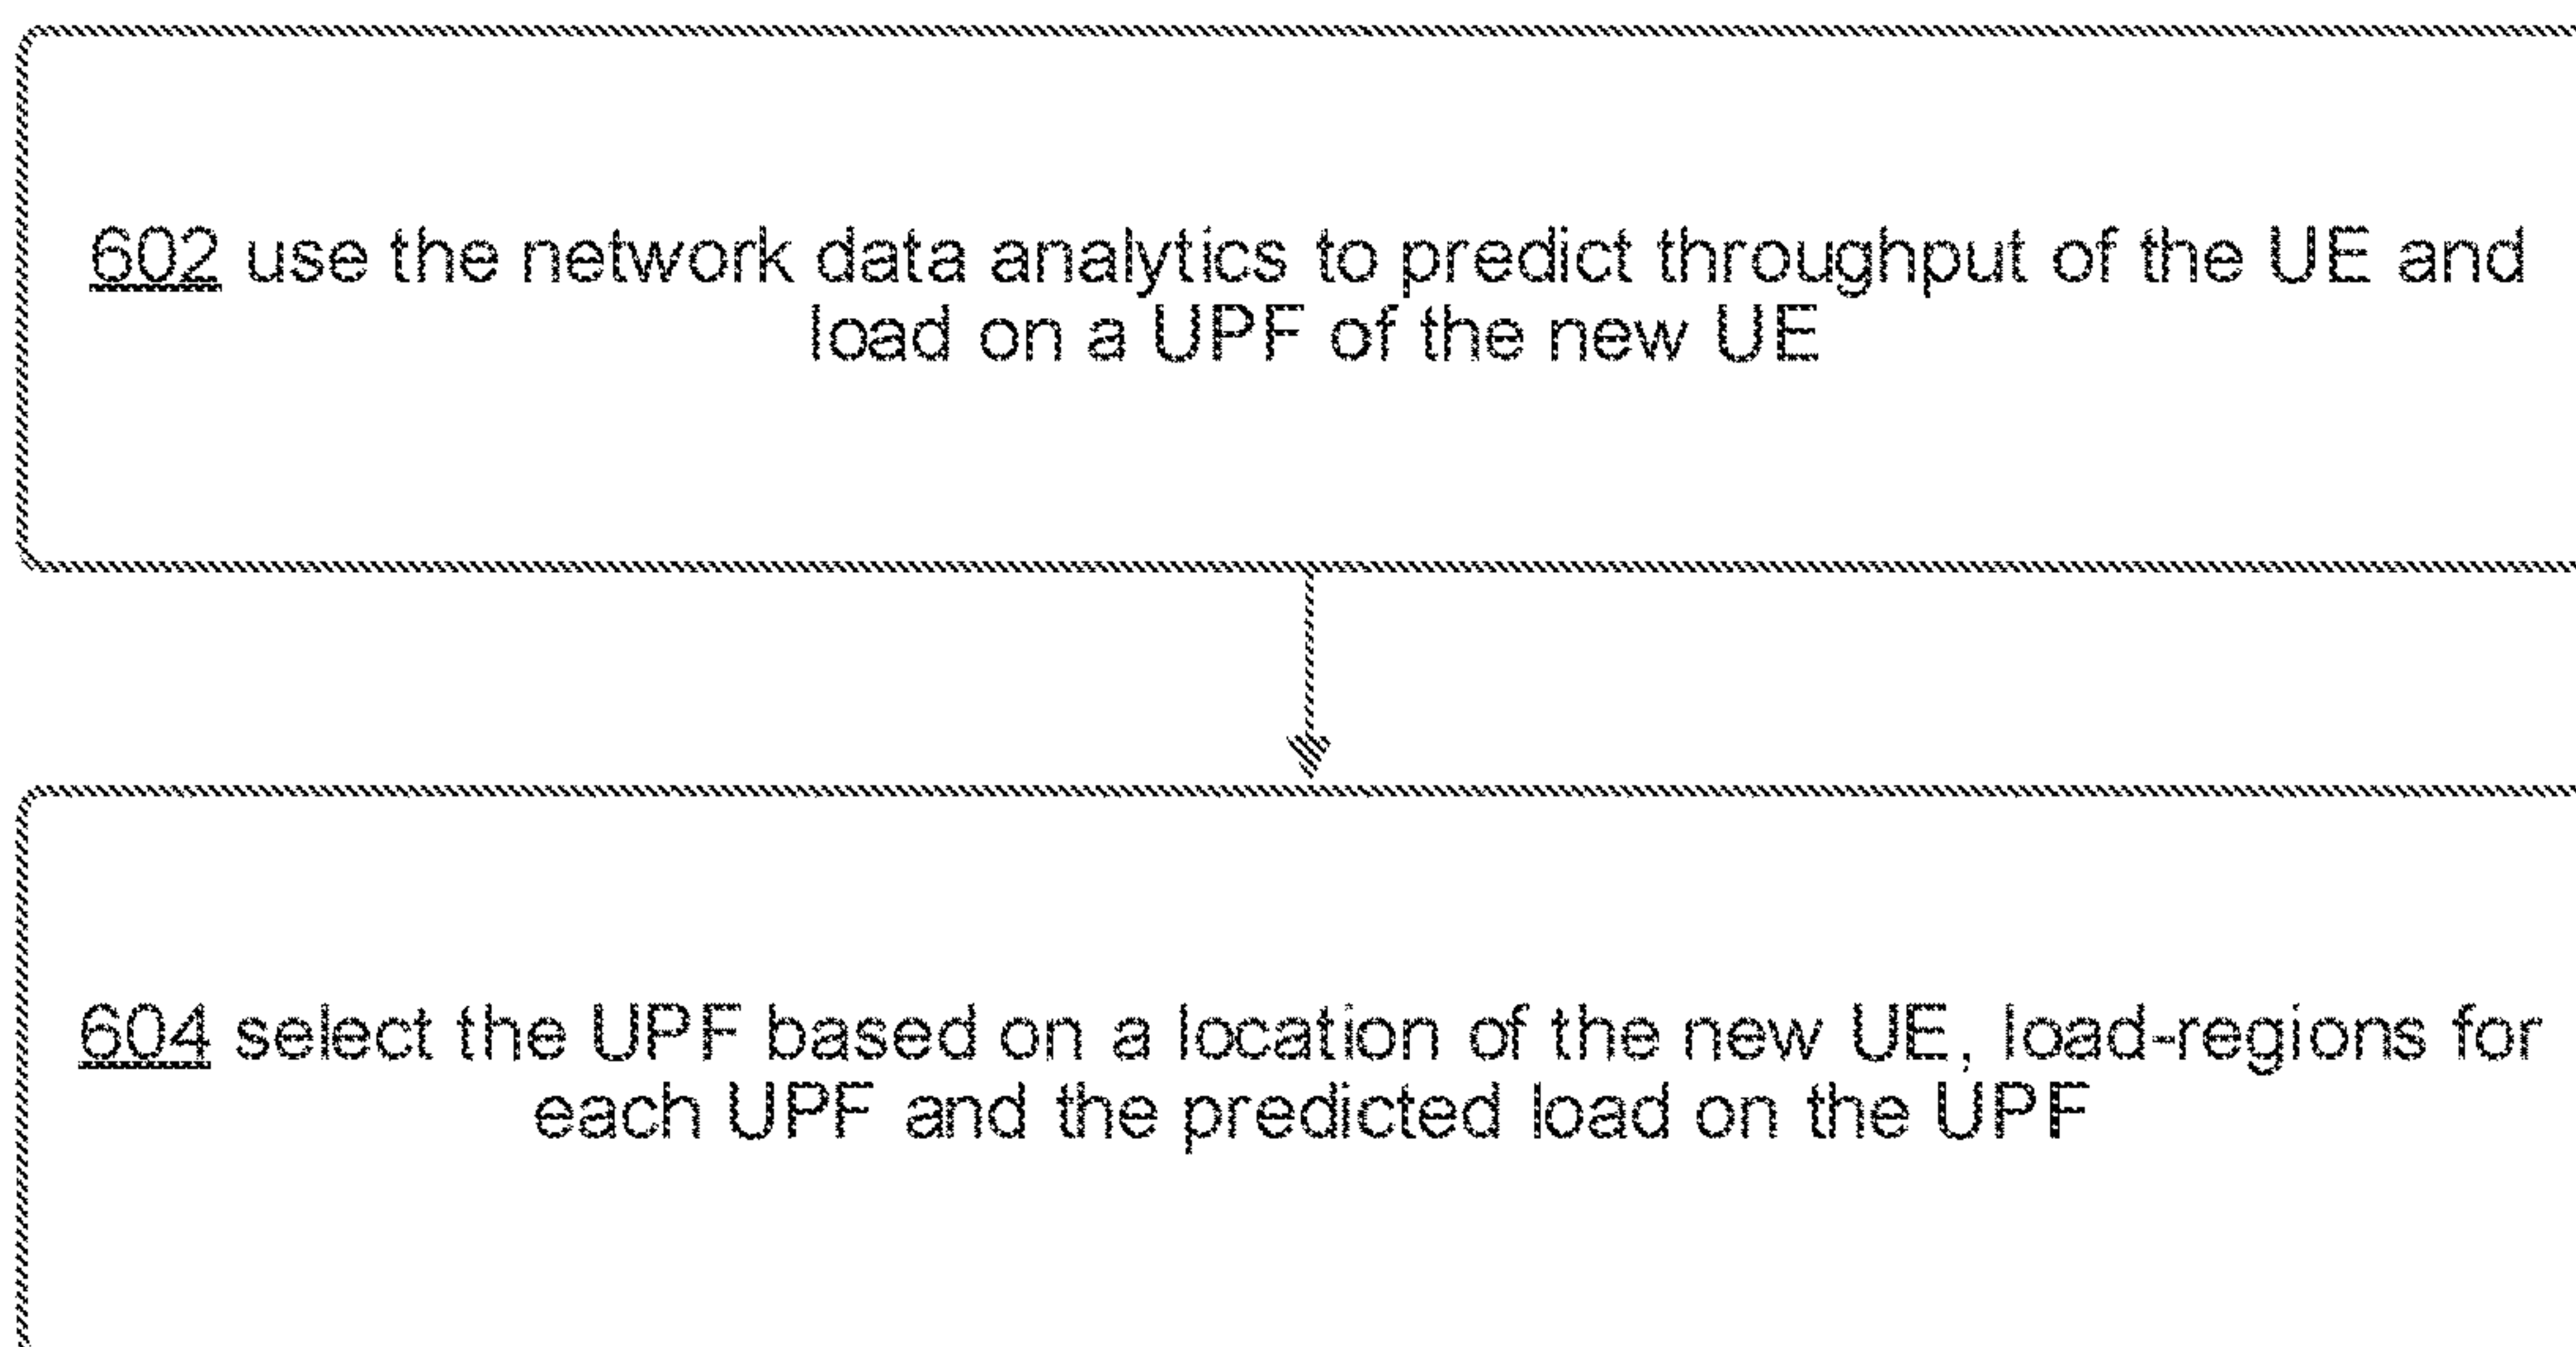 602 use the network data analytics to predict throughput of the UE and
load on a UPF of the new UE
604 select the UPF based on a location of the new UE, load-regions for
each UPF and the predicted load on the UPF